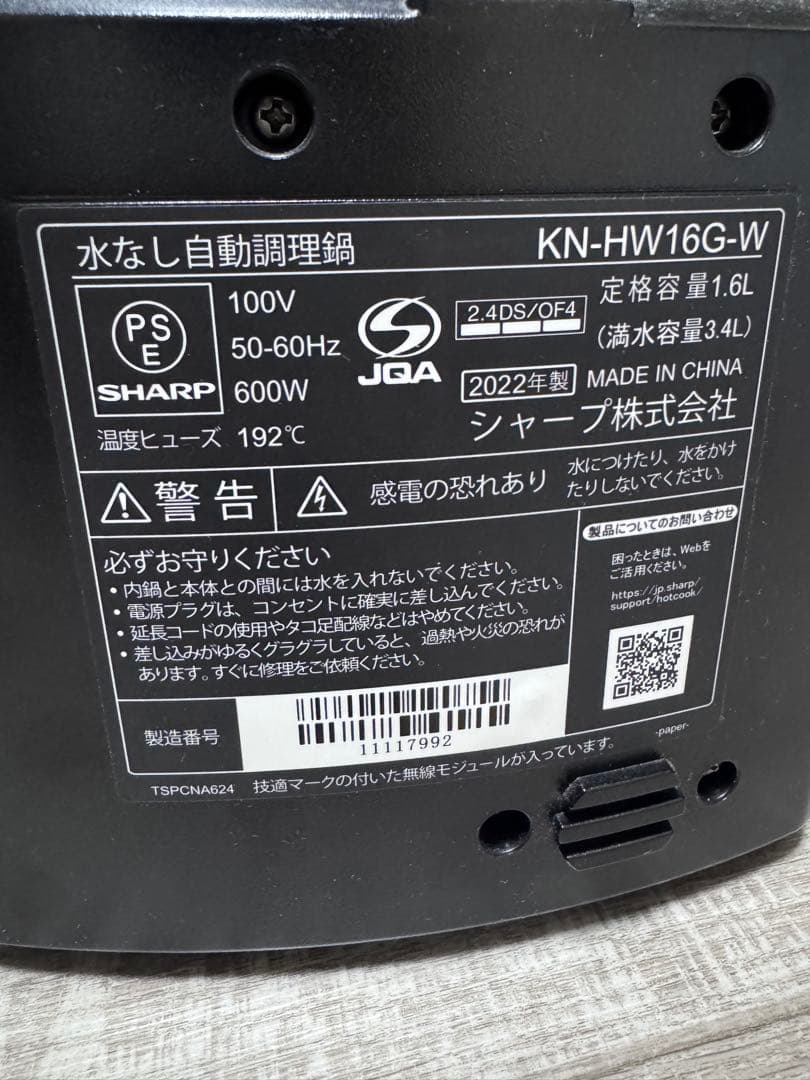 水なし自動調理鍋
KN-HW16G-W
PSE
SHARP
100V
50-60Hz
600W
JQA
2.4DS/OF4
定格容量1.6L
(満水容量3.4L)
2022年製
MADE IN CHINA
シャープ株式会社
温度ヒューズ 192℃
警告
感電の恐れあり
水につけたり、水をかけ
たりしないでください。
必ずお守りください
・内鍋と本体との間には水を入れないでください。
・電源プラグは、コンセントに確実に差し込んでください。
・延長コードの使用やタコ足配線などはやめてください。
・差し込みがゆるくグラグラしていると、過熱や火災の恐れが
あります。すぐに修理をご依頼ください。
製品についてのお問い合わせ
困ったときは、Webを
ご活用ください。
https://jp.sharp/
support/hotcook/
製造番号
11117992
-paper-
TSPCNA624
技適マークの付いた無線モジュールが入っています。